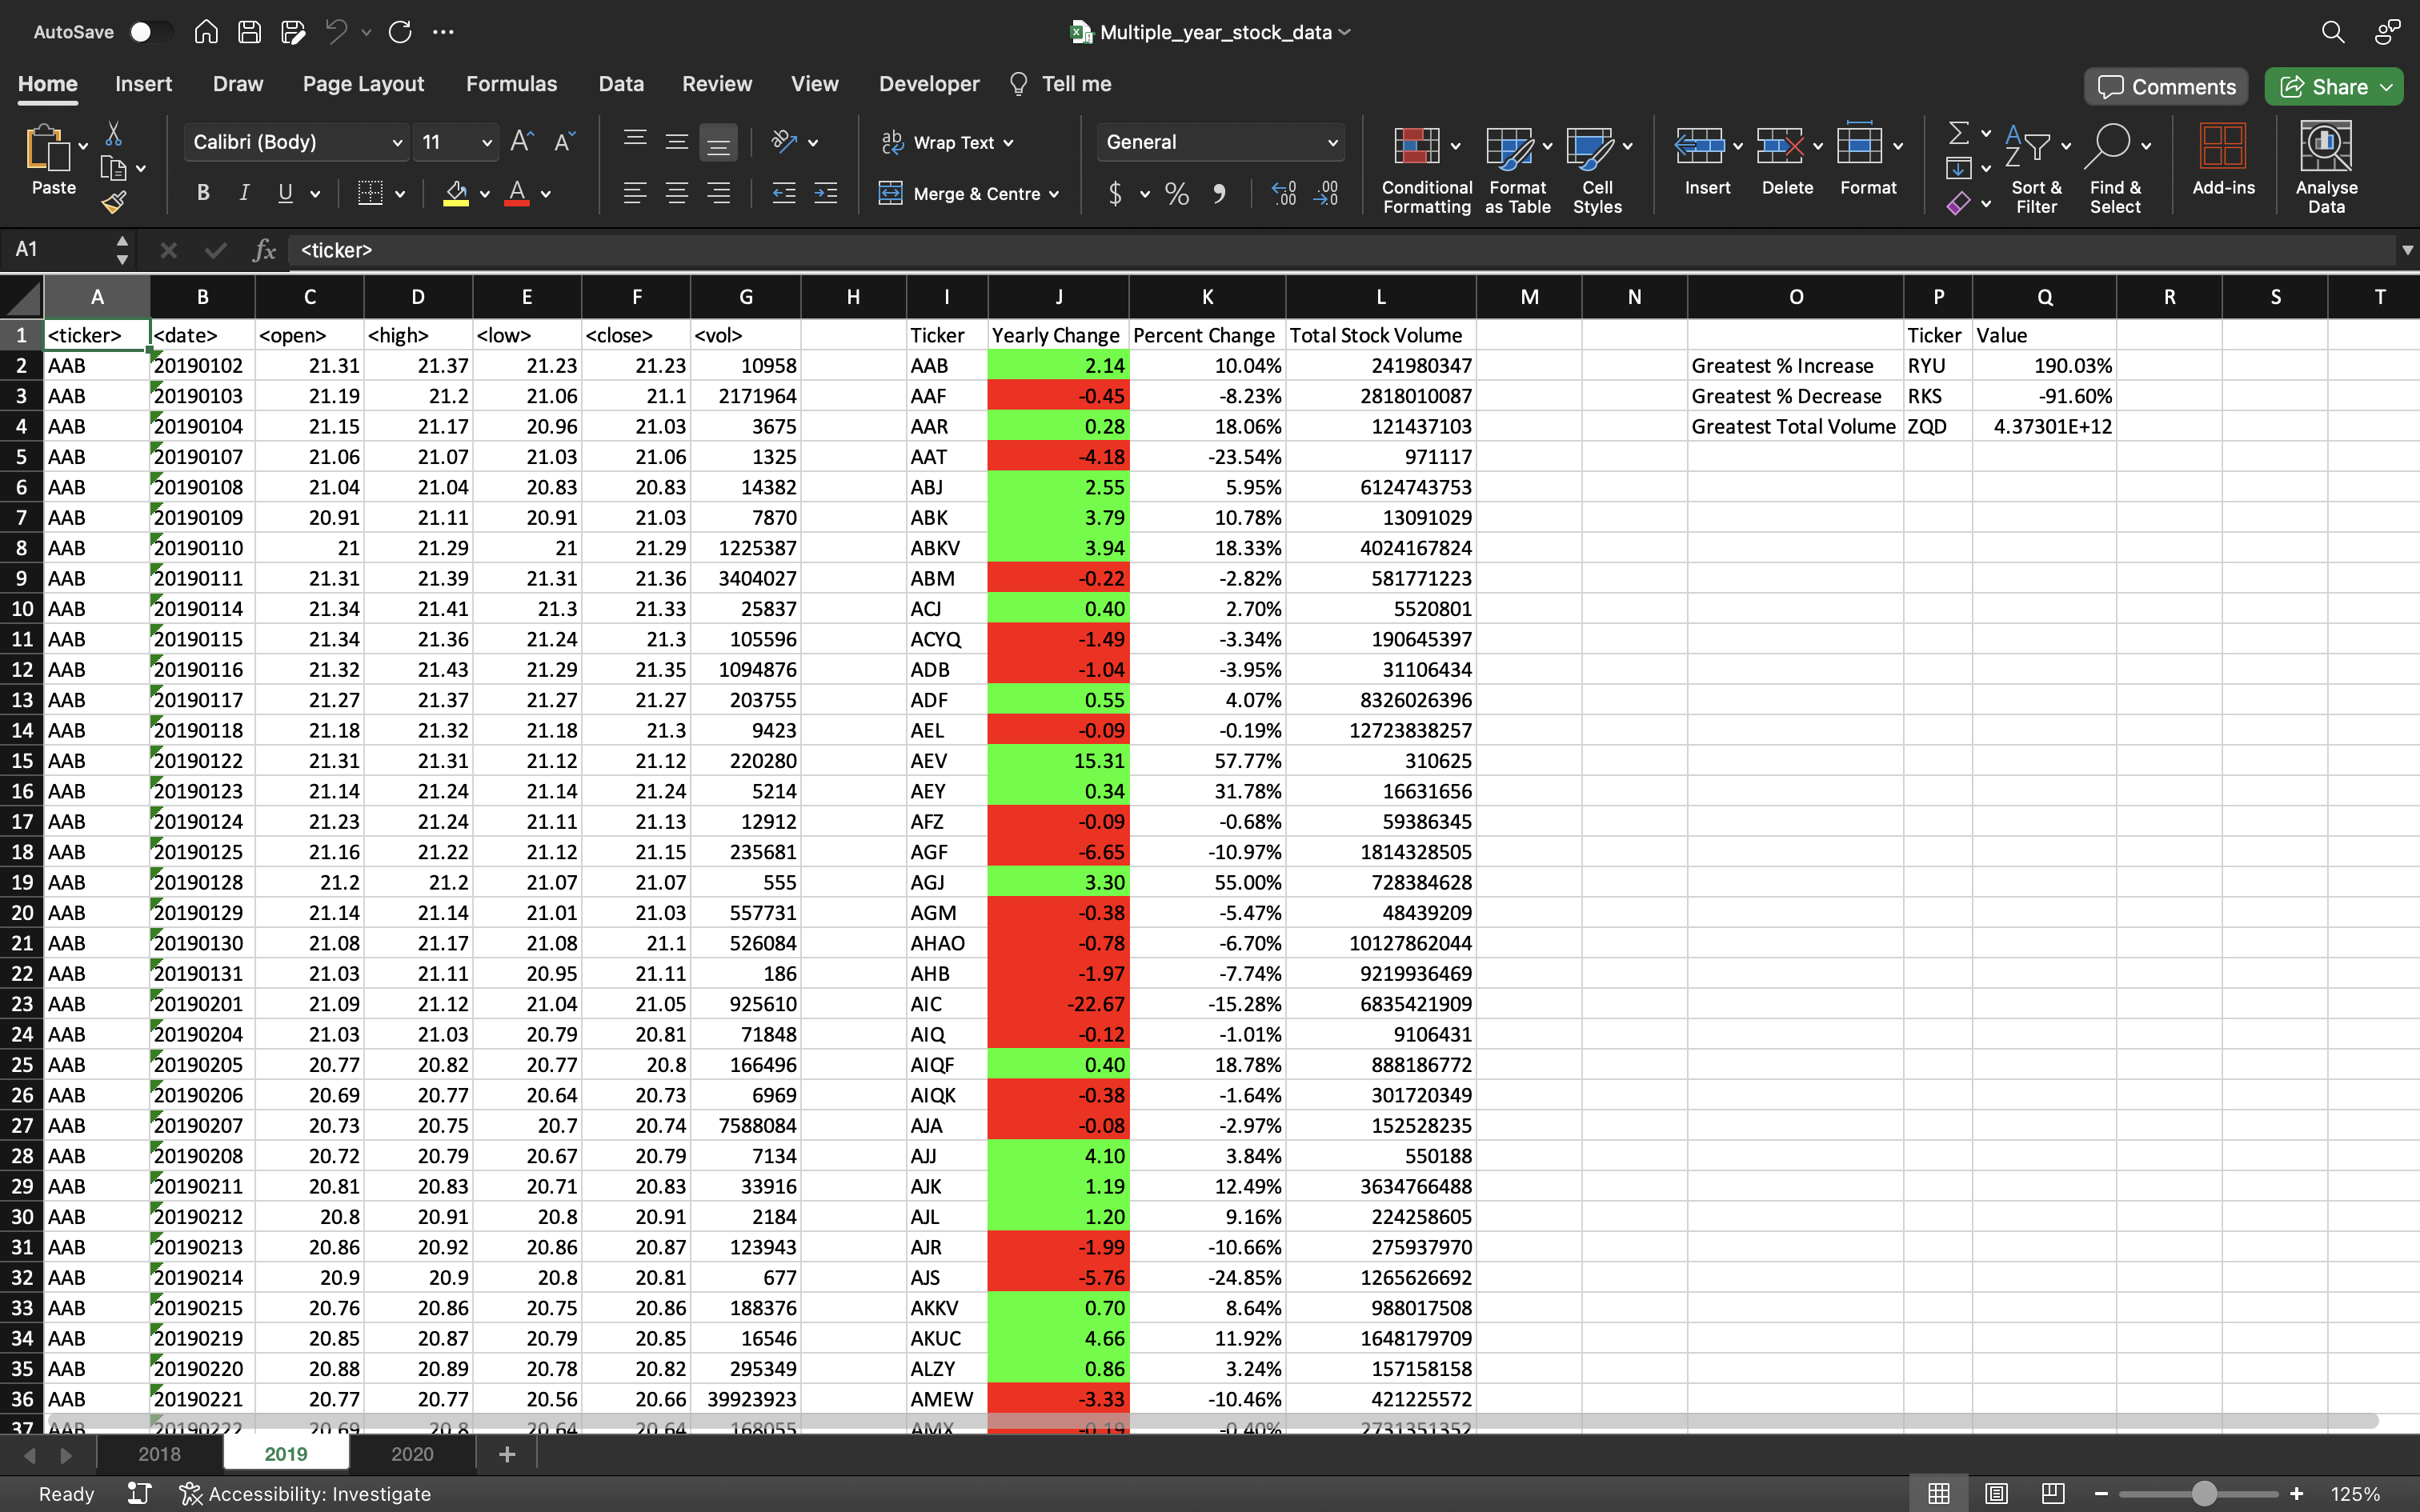 AutoSave Multiple_year_stock_data
Home Insert Draw Page Layout Formulas Data Review View Developer Tell me Comments Share
Paste Calibri (Body) 11 A A ab Wrap Text General Conditional Formatting Format as Table Cell Styles Insert Delete Format Sort & Filter Find & Select Add-ins Analyse Data
B I U A Merge & Centre $ %
A1 fx <ticker>
A B C D E F G H I J K L M N O P Q R S T
1 <ticker> <date> <open> <high> <low> <close> <vol> Ticker Yearly Change Percent Change Total Stock Volume Ticker Value
2 AAB 20190102 21.31 21.37 21.23 21.23 10958 AAB 2.14 10.04% 241980347 Greatest % Increase RYU 190.03%
3 AAB 20190103 21.19 21.2 21.06 21.1 2171964 AAF -0.45 -8.23% 2818010087 Greatest % Decrease RKS -91.60%
4 AAB 20190104 21.15 21.17 20.96 21.03 3675 AAR 0.28 18.06% 121437103 Greatest Total Volume ZQD 4.37301E+12
5 AAB 20190107 21.06 21.07 21.03 21.06 1325 AAT -4.18 -23.54% 971117
6 AAB 20190108 21.04 21.04 20.83 20.83 14382 ABJ 2.55 5.95% 6124743753
7 AAB 20190109 20.91 21.11 20.91 21.03 7870 ABK 3.79 10.78% 13091029
8 AAB 20190110 21 21.29 21 21.29 1225387 ABKV 3.94 18.33% 4024167824
9 AAB 20190111 21.31 21.39 21.31 21.36 3404027 ABM -0.22 -2.82% 581771223
10 AAB 20190114 21.34 21.41 21.3 21.33 25837 ACJ 0.40 2.70% 5520801
11 AAB 20190115 21.34 21.36 21.24 21.3 105596 ACYQ -1.49 -3.34% 190645397
12 AAB 20190116 21.32 21.43 21.29 21.35 1094876 ADB -1.04 -3.95% 31106434
13 AAB 20190117 21.27 21.37 21.27 21.27 203755 ADF 0.55 4.07% 8326026396
14 AAB 20190118 21.18 21.32 21.18 21.3 9423 AEL -0.09 -0.19% 12723838257
15 AAB 20190122 21.31 21.31 21.12 21.12 220280 AEV 15.31 57.77% 310625
16 AAB 20190123 21.14 21.24 21.14 21.24 5214 AEY 0.34 31.78% 16631656
17 AAB 20190124 21.23 21.24 21.11 21.13 12912 AFZ -0.09 -0.68% 59386345
18 AAB 20190125 21.16 21.22 21.12 21.15 235681 AGF -6.65 -10.97% 1814328505
19 AAB 20190128 21.2 21.2 21.07 21.07 555 AGJ 3.30 55.00% 728384628
20 AAB 20190129 21.14 21.14 21.01 21.03 557731 AGM -0.38 -5.47% 48439209
21 AAB 20190130 21.08 21.17 21.08 21.1 526084 AHAO -0.78 -6.70% 10127862044
22 AAB 20190131 21.03 21.11 20.95 21.11 186 AHB -1.97 -7.74% 9219936469
23 AAB 20190201 21.09 21.12 21.04 21.05 925610 AIC -22.67 -15.28% 6835421909
24 AAB 20190204 21.03 21.03 20.79 20.81 71848 AIQ -0.12 -1.01% 9106431
25 AAB 20190205 20.77 20.82 20.77 20.8 166496 AIQF 0.40 18.78% 888186772
26 AAB 20190206 20.69 20.77 20.64 20.73 6969 AIQK -0.38 -1.64% 301720349
27 AAB 20190207 20.73 20.75 20.7 20.74 7588084 AJA -0.08 -2.97% 152528235
28 AAB 20190208 20.72 20.79 20.67 20.79 7134 AJJ 4.10 3.84% 550188
29 AAB 20190211 20.81 20.83 20.71 20.83 33916 AJK 1.19 12.49% 3634766488
30 AAB 20190212 20.8 20.91 20.8 20.91 2184 AJL 1.20 9.16% 224258605
31 AAB 20190213 20.86 20.92 20.86 20.87 123943 AJR -1.99 -10.66% 275937970
32 AAB 20190214 20.9 20.9 20.8 20.81 677 AJS -5.76 -24.85% 1265626692
33 AAB 20190215 20.76 20.86 20.75 20.86 188376 AKKV 0.70 8.64% 988017508
34 AAB 20190219 20.85 20.87 20.79 20.85 16546 AKUC 4.66 11.92% 1648179709
35 AAB 20190220 20.88 20.89 20.78 20.82 295349 ALZY 0.86 3.24% 157158158
36 AAB 20190221 20.77 20.77 20.56 20.66 39923923 AMEW -3.33 -10.46% 421225572
37 AAB 20190222 20.69 20.8 20.64 20.64 168055 AMX -0.19 -0.40% 2731351352
2018 2019 2020 +
Ready Accessibility: Investigate 125%